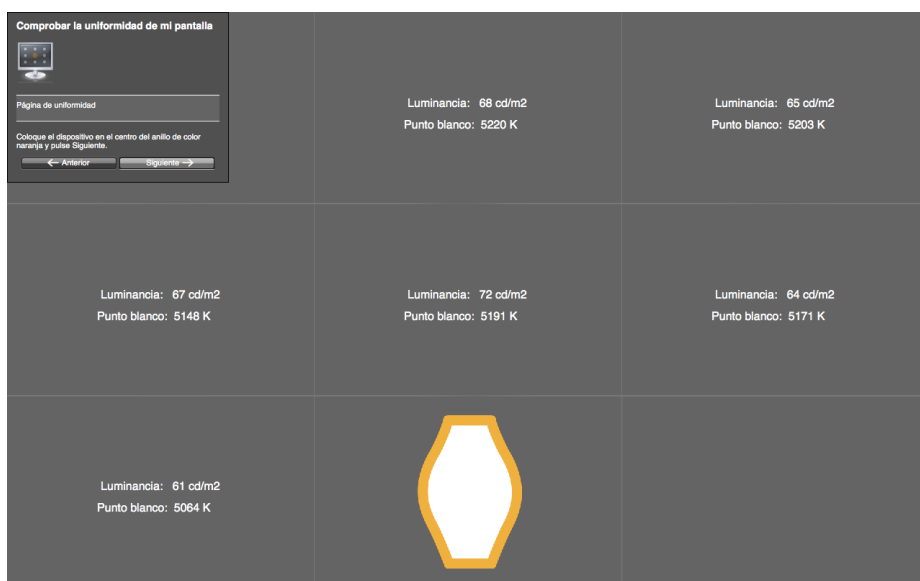 Comprobar la uniformidad de mi pantalla
Página de uniformidad
Coloque el dispositivo en el centro del anillo de color
naranja y pulse Siguiente.
← Anterior
Siguiente →
Luminancia: 68 cd/m2
Punto blanco: 5220 K
Luminancia: 65 cd/m2
Punto blanco: 5203 K
Luminancia: 67 cd/m2
Punto blanco: 5148 K
Luminancia: 72 cd/m2
Punto blanco: 5191 K
Luminancia: 64 cd/m2
Punto blanco: 5171 K
Luminancia: 61 cd/m2
Punto blanco: 5064 K